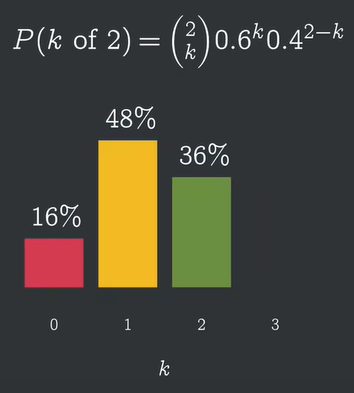 P(k of 2) = (2 k) 0.6^k 0.4^{2−k}
48%
36%
16%
0 1 2 3
k